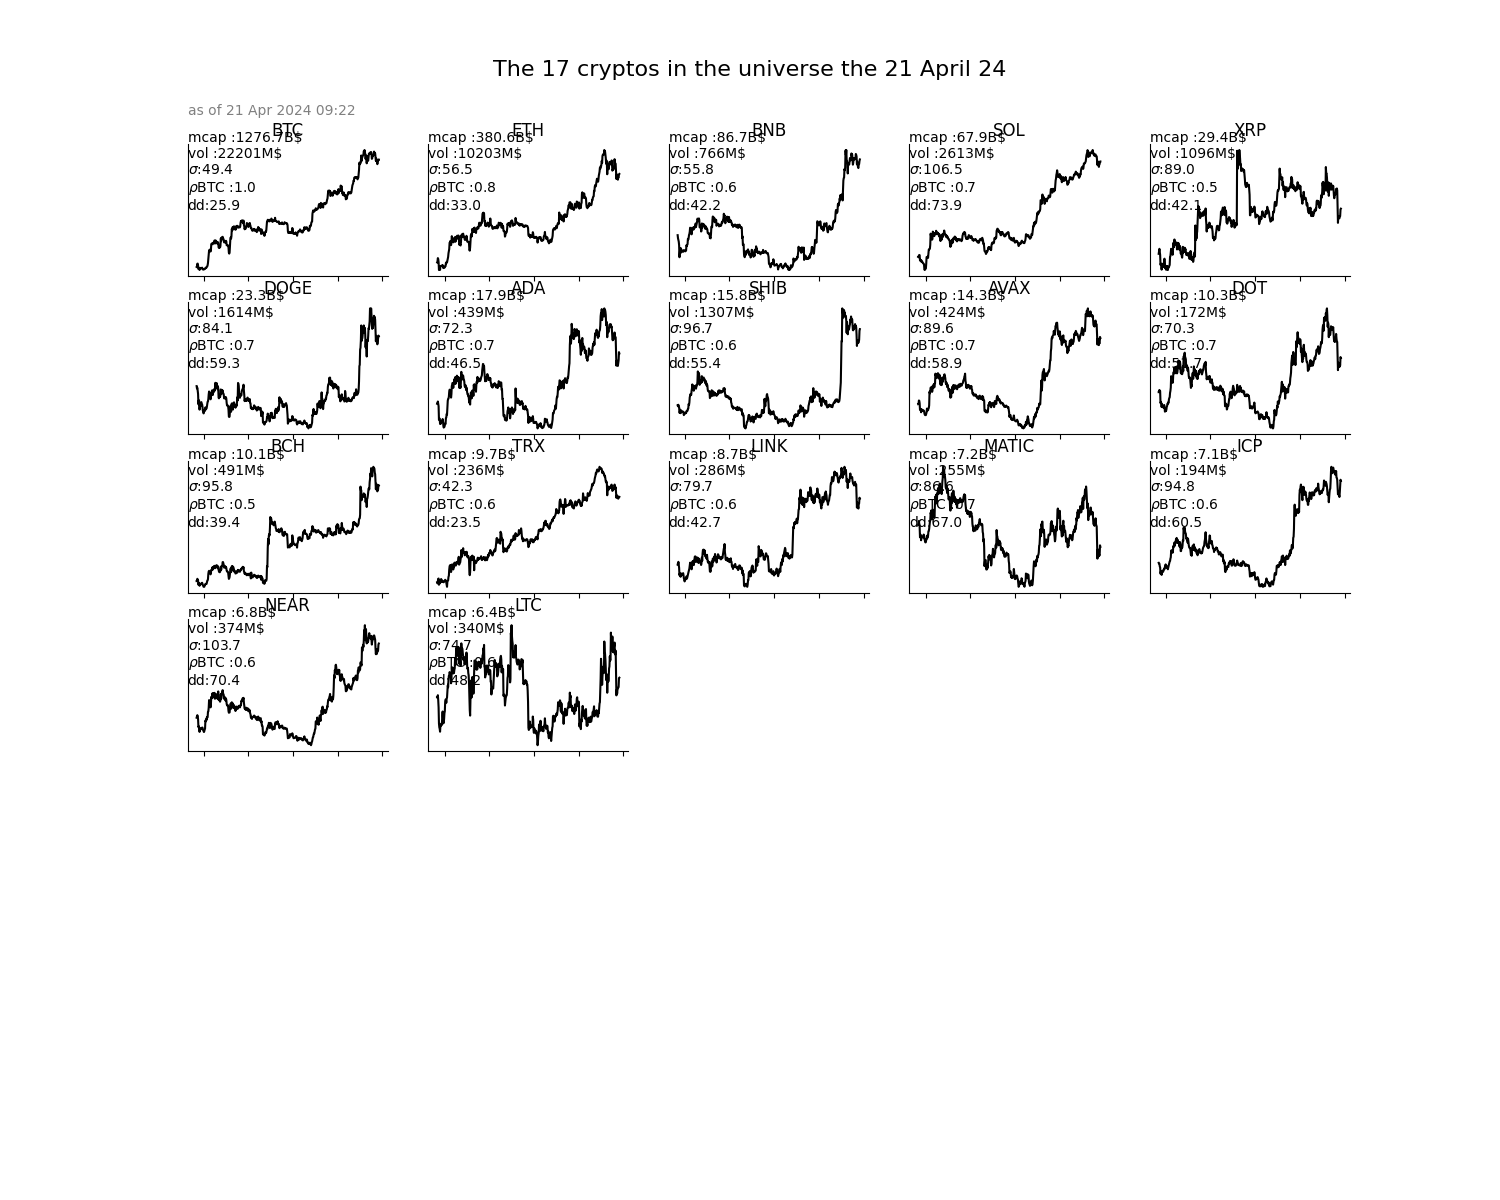 The 17 cryptos in the universe the 21 April 24
as of 21 Apr 2024 09:22
BTC
mcap :1276.7B$
vol :22201M$
σ:49.4
ρBTC :1.0
dd:25.9
ETH
mcap :380.6B$
vol :10203M$
σ:56.5
ρBTC :0.8
dd:33.0
BNB
mcap :86.7B$
vol :766M$
σ:55.8
ρBTC :0.6
dd:42.2
SOL
mcap :67.9B$
vol :2613M$
σ:106.5
ρBTC :0.7
dd:73.9
XRP
mcap :29.4B$
vol :1096M$
σ:89.0
ρBTC :0.5
dd:42.1
DOGE
mcap :23.3B$
vol :1614M$
σ:84.1
ρBTC :0.7
dd:59.3
ADA
mcap :17.9B$
vol :439M$
σ:72.3
ρBTC :0.7
dd:46.5
SHIB
mcap :15.8B$
vol :1307M$
σ:96.7
ρBTC :0.6
dd:55.4
AVAX
mcap :14.3B$
vol :424M$
σ:89.6
ρBTC :0.7
dd:58.9
DOT
mcap :10.3B$
vol :172M$
σ:70.3
ρBTC :0.7
BCH
mcap :10.1B$
vol :491M$
σ:95.8
ρBTC :0.5
dd:39.4
TRX
mcap :9.7B$
vol :236M$
σ:42.3
ρBTC :0.6
dd:23.5
LINK
mcap :8.7B$
vol :286M$
σ:79.7
ρBTC :0.6
dd:42.7
MATIC
mcap :7.2B$
vol :255M$
σ:86.6
ρBTC :0.7
dd:67.0
ICP
mcap :7.1B$
vol :194M$
σ:94.8
ρBTC :0.6
dd:60.5
NEAR
mcap :6.8B$
vol :374M$
σ:103.7
ρBTC :0.6
dd:70.4
LTC
mcap :6.4B$
vol :340M$
σ:74.7
ρBTC :0.6
dd:48.2